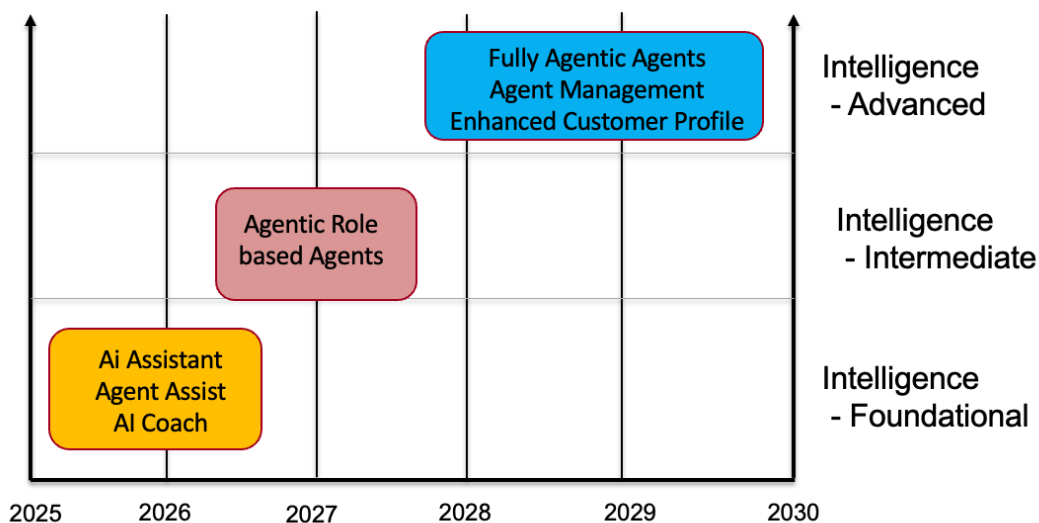 Fully Agentic Agents
Agent Management
Enhanced Customer Profile
Intelligence
- Advanced
Agentic Role
based Agents
Intelligence
- Intermediate
Ai Assistant
Agent Assist
AI Coach
Intelligence
- Foundational
2025
2026
2027
2028
2029
2030